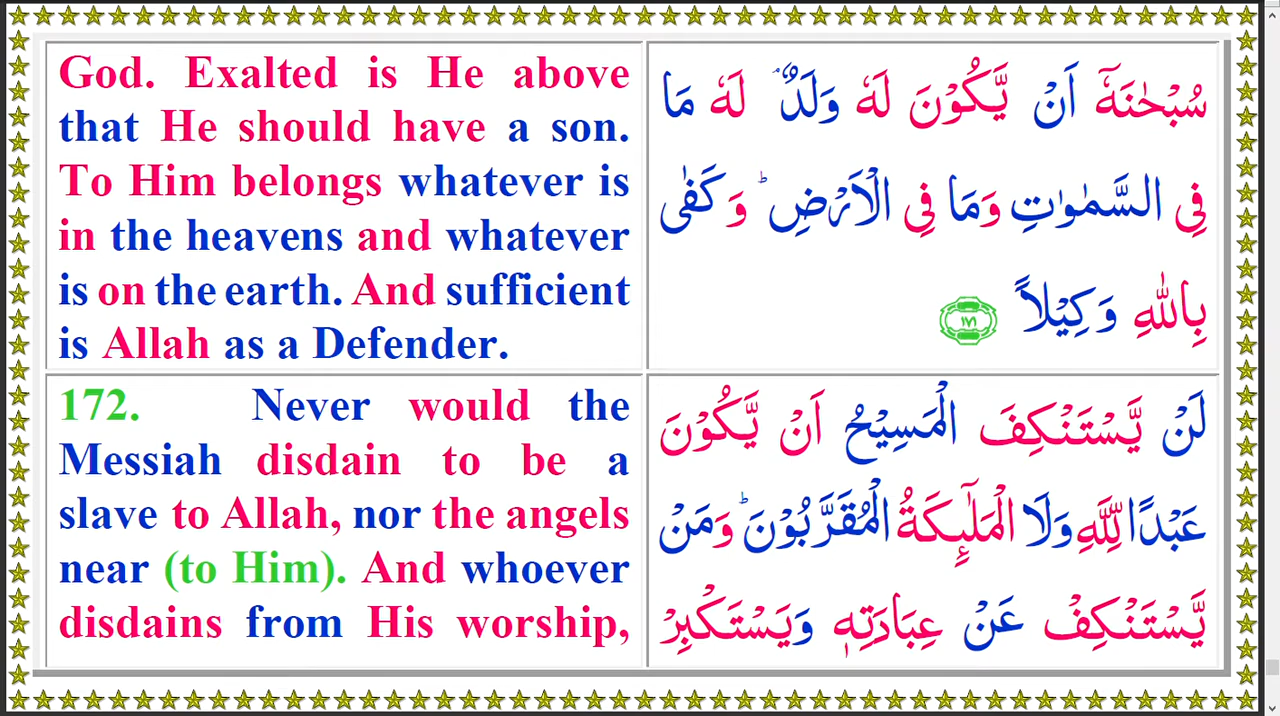 God. Exalted is He above
that He should have a son.
To Him belongs whatever is
in the heavens and whatever
is on the earth. And sufficient
is Allah as a Defender.
سُبْحٰنَهٗۤ اَنْ يَّكُوْنَ لَهٗ وَلَدٌ ۘ لَهٗ مَا
فِى السَّمٰوٰتِ وَمَا فِى الْاَرْضِ ؕ وَكَفٰى
بِاللّٰهِ وَكِيْلاً ١٧١
172. Never would the
Messiah disdain to be a
slave to Allah, nor the angels
near (to Him). And whoever
disdains from His worship,
لَنْ يَّسْتَنْكِفَ الْمَسِيْحُ اَنْ يَّكُوْنَ
عَبْدًا لِّلّٰهِ وَلَا الْمَلٰٓٮِٕكَةُ الْمُقَرَّبُوْنَ ؕ وَمَنْ
يَّسْتَنْكِفْ عَنْ عِبَادَتِهٖ وَيَسْتَكْبِرْ